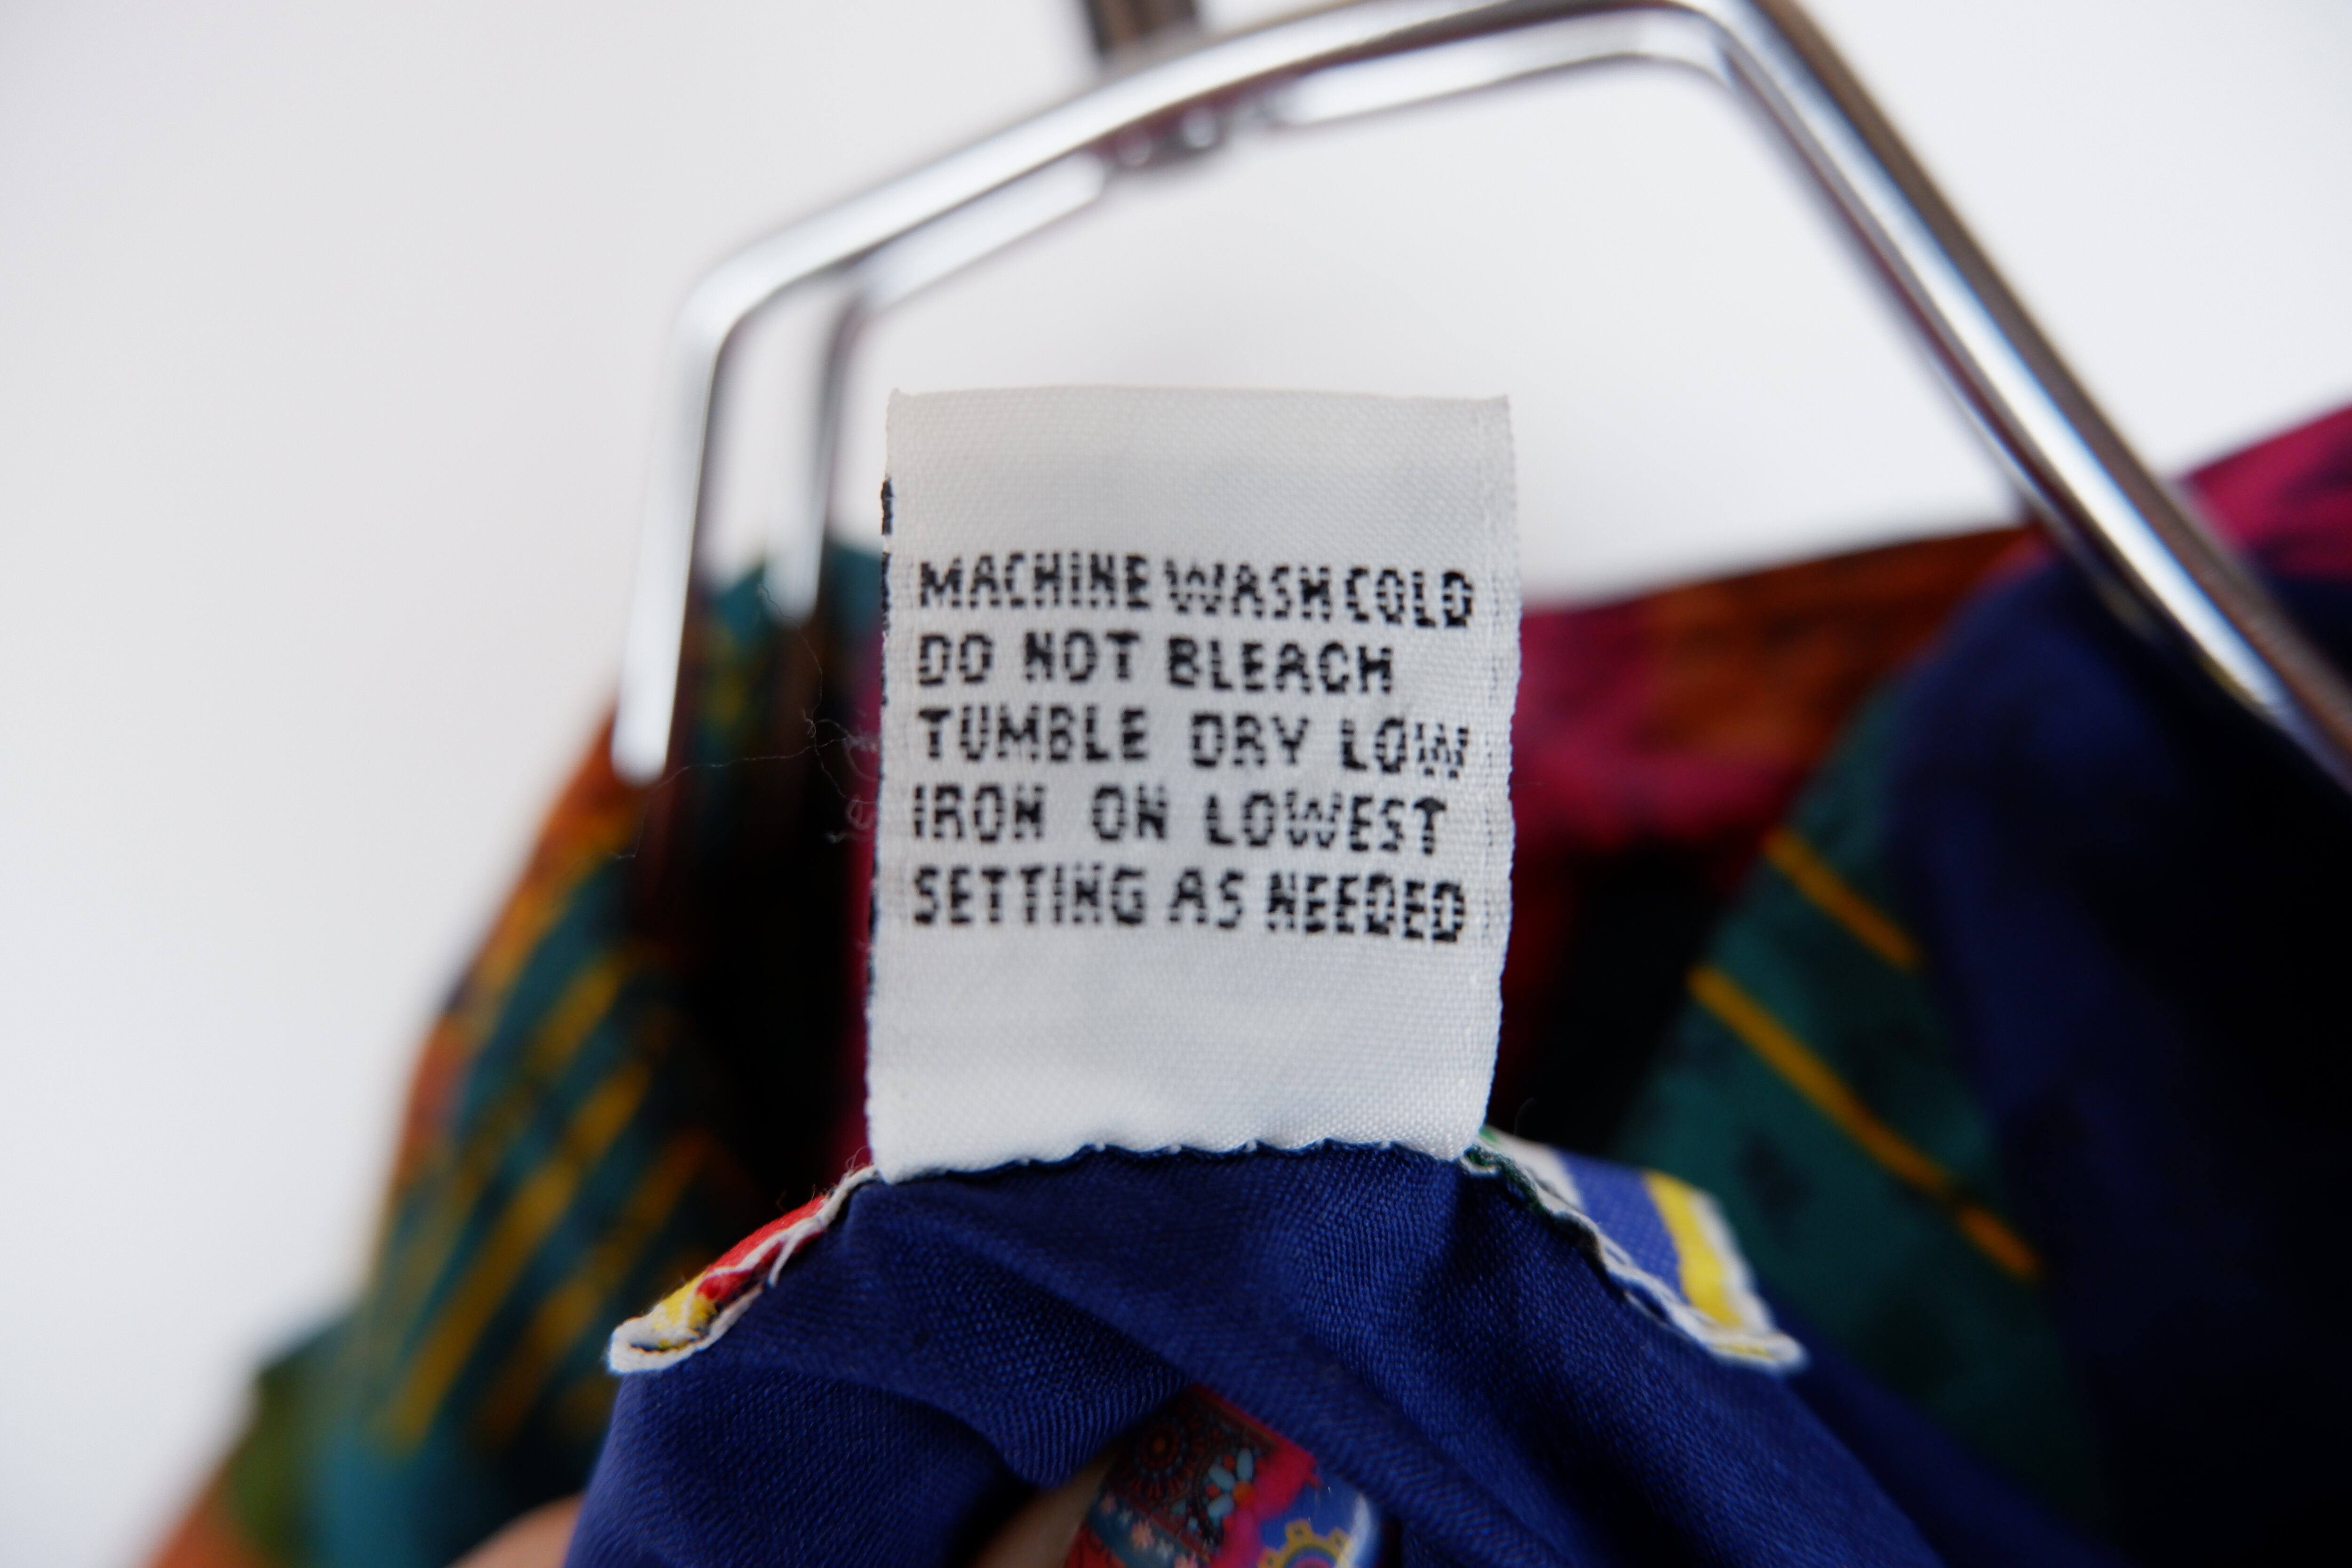 MACHINE WASH COLD
DO NOT BLEACH
TUMBLE DRY LOW
IRON ON LOWEST
SETTING AS NEEDED